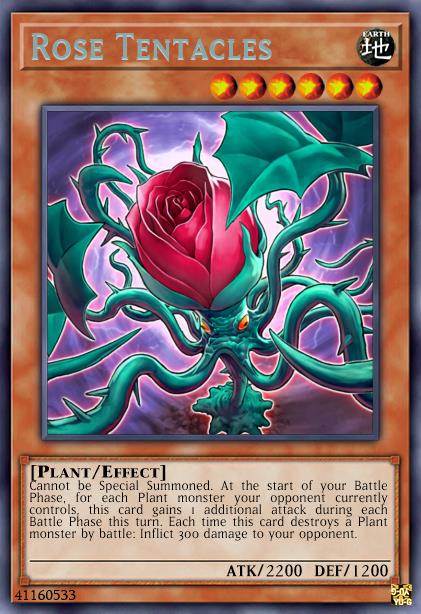 ROSE TENTACLES
EARTH
地
[PLANT/EFFECT]
Cannot be Special Summoned. At the start of your Battle
Phase, for each Plant monster your opponent currently
controls, this card gains 1 additional attack during each
Battle Phase this turn. Each time this card destroys a Plant
monster by battle: Inflict 300 damage to your opponent.
ATK/2200 DEF/1200
41160533